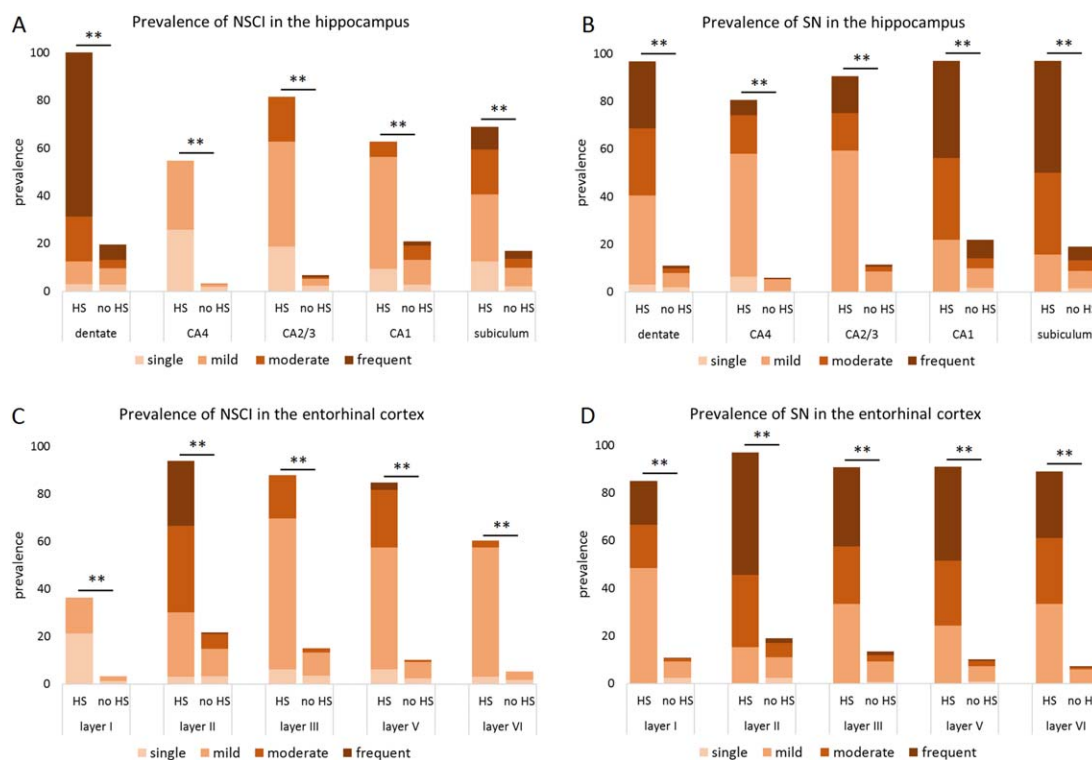 A
Prevalence of NSCI in the hippocampus
prevalence
100
80
60
40
20
0
** ** ** ** **
HS no HS HS no HS HS no HS HS no HS HS no HS
dentate CA4 CA2/3 CA1 subiculum
single mild moderate frequent
B
Prevalence of SN in the hippocampus
prevalence
100
80
60
40
20
0
** ** ** ** **
HS no HS HS no HS HS no HS HS no HS HS no HS
dentate CA4 CA2/3 CA1 subiculum
single mild moderate frequent
C
Prevalence of NSCI in the entorhinal cortex
prevalence
100
80
60
40
20
0
** ** ** ** **
HS no HS HS no HS HS no HS HS no HS HS no HS
layer I layer II layer III layer V layer VI
single mild moderate frequent
D
Prevalence of SN in the entorhinal cortex
prevalence
100
80
60
40
20
0
** ** ** ** **
HS no HS HS no HS HS no HS HS no HS HS no HS
layer I layer II layer III layer V layer VI
single mild moderate frequent